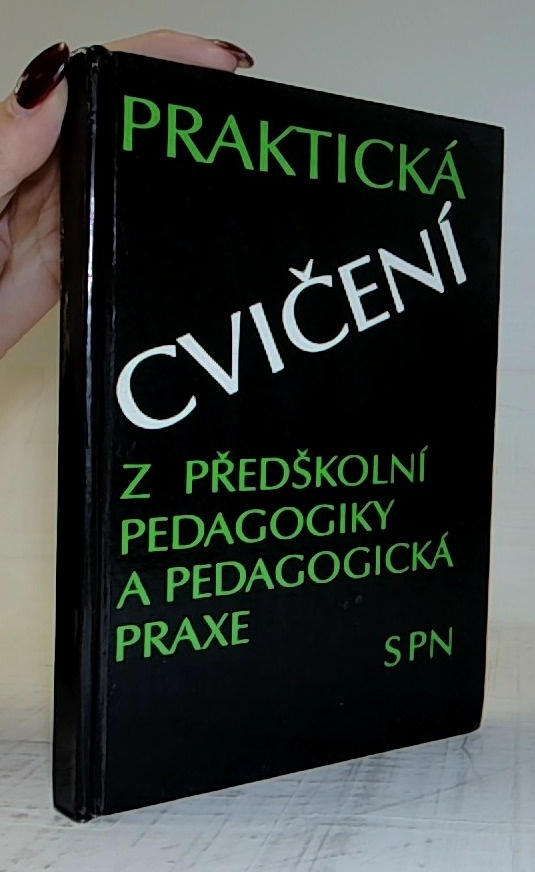 PRAKTICKÁ
CVIČENÍ
Z PŘEDŠKOLNÍ
PEDAGOGIKY
A PEDAGOGICKÁ
PRAXE
SPN